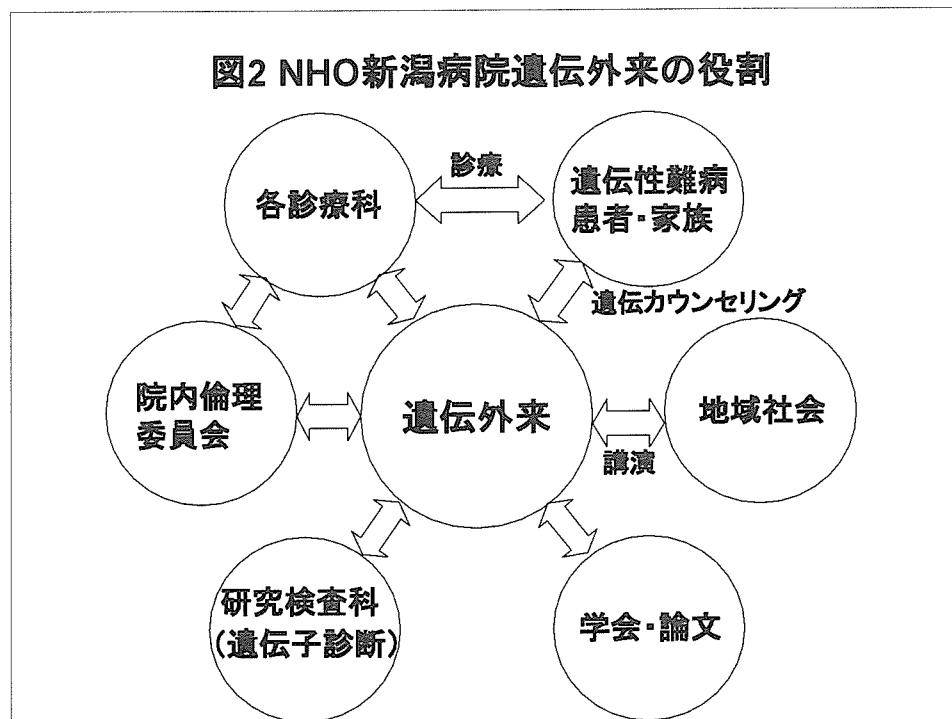 図2 NHO新潟病院遺伝外来の役割
各診療科
診療
遺伝性難病
患者・家族
遺伝カウンセリング
院内倫理
委員会
遺伝外来
地域社会
講演
研究検査科
(遺伝子診断)
学会・論文